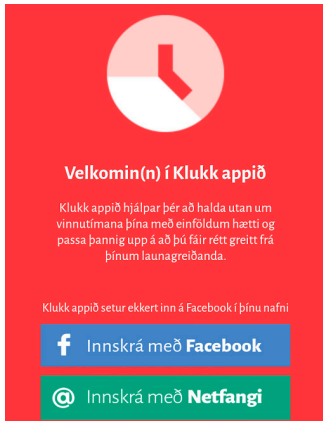 Velkomin(n) í Klukk appið
Klukk appið hjálpar þér að halda utan um
vinnutímana þína með einföldum hætti og
passa þannig upp á að þú fáir rétt greitt frá
þínum launagreiðanda.
Klukk appið setur ekkert inn á Facebook í þínu nafni
f Innskrá með Facebook
@ Innskrá með Netfangi